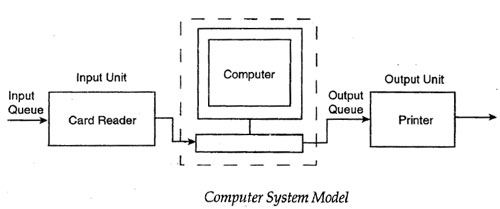 Input
Queue
Input Unit
Card Reader
Computer
Output
Queue
Output Unit
Printer
Computer System Model